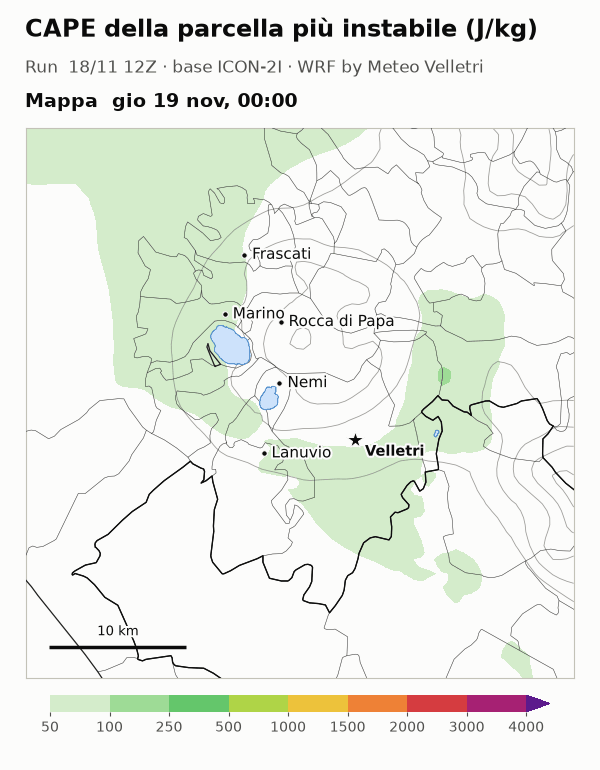 CAPE della parcella più instabile (J/kg)
Run 18/11 12Z · base ICON-2I · WRF by Meteo Velletri
Mappa gio 19 nov, 00:00
Frascati
Marino
Rocca di Papa
Nemi
Velletri
Lanuvio
10 km
50 100 250 500 1000 1500 2000 3000 4000